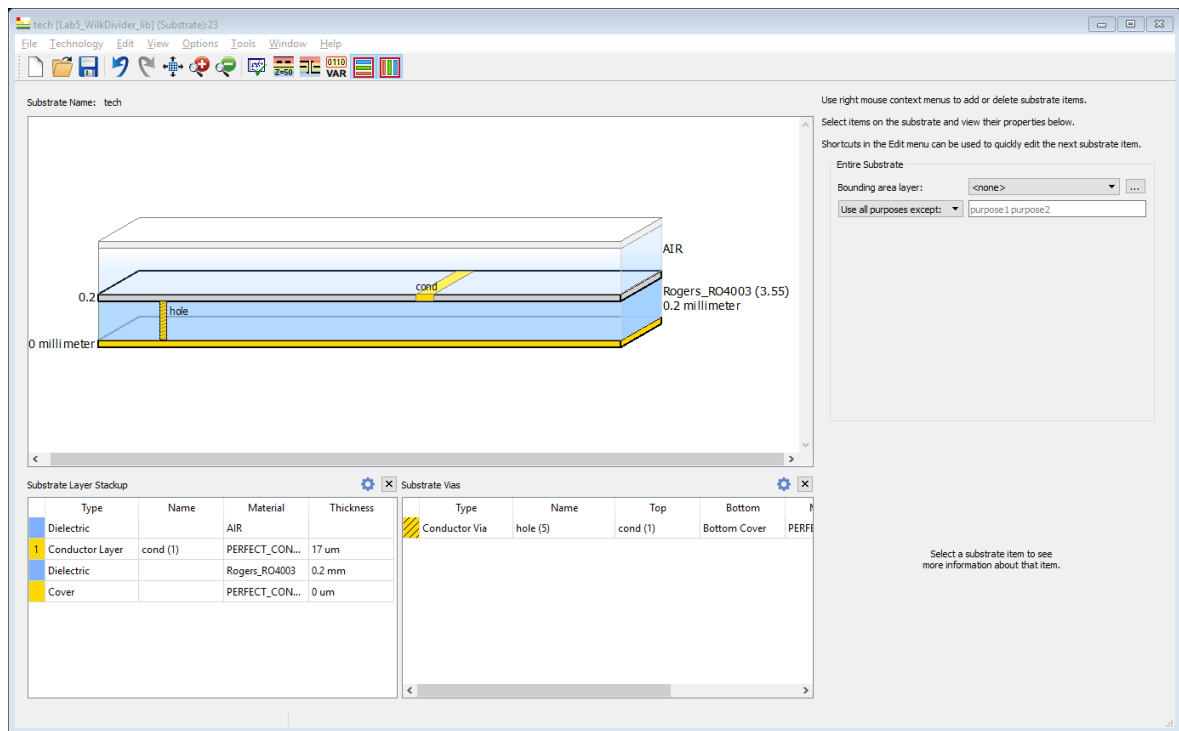 tech [Lab5_WilkDivider_lib] (Substrate):23
File Technology Edit View Options Tools Window Help
Z=50
0110
VAR
Substrate Name: tech
AIR
cond
0.2
Rogers_RO4003 (3.55)
0.2 millimeter
hole
0 millimeter
Use right mouse context menus to add or delete substrate items.
Select items on the substrate and view their properties below.
Shortcuts in the Edit menu can be used to quickly edit the next substrate item.
Entire Substrate
Bounding area layer: <none> ...
Use all purposes except: purpose1 purpose2
Select a substrate item to see
more information about that item.
Substrate Layer Stackup
Type Name Material Thickness
Dielectric AIR
1 Conductor Layer cond (1) PERFECT_CON... 17 um
Dielectric Rogers_RO4003 0.2 mm
Cover PERFECT_CON... 0 um
Substrate Vias
Type Name Top Bottom
Conductor Via hole (5) cond (1) Bottom Cover PERFE